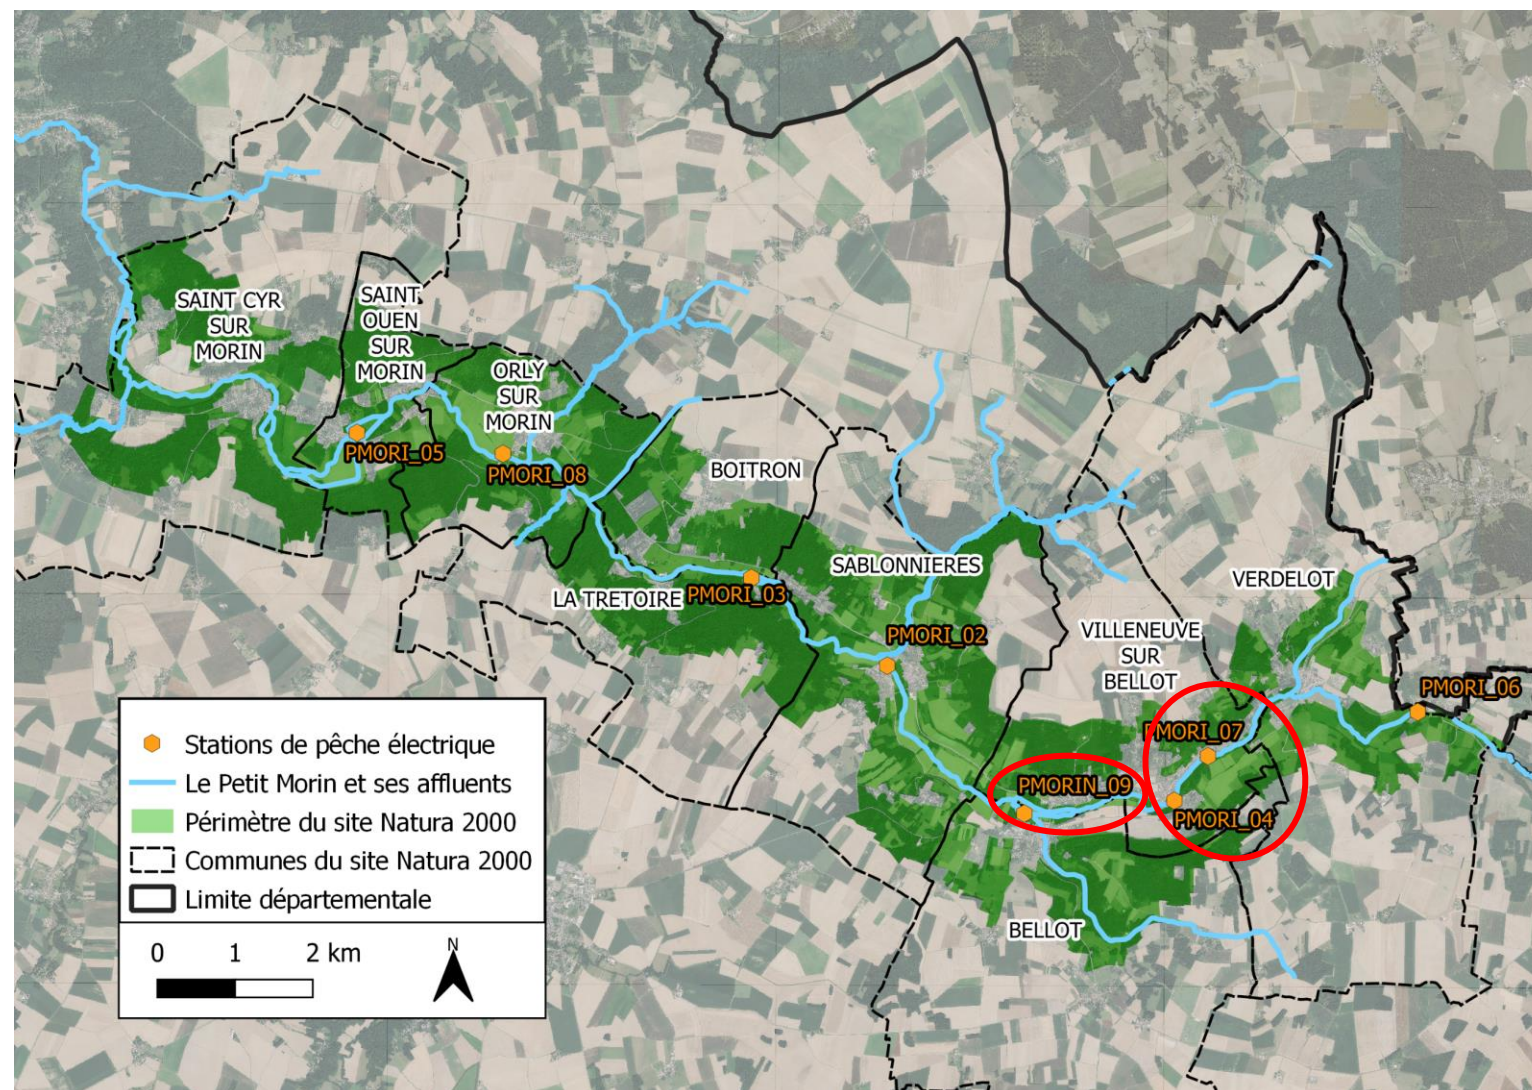 SAINT CYR
SUR
MORIN
SAINT
OUEN
SUR
MORIN
ORLY
SUR
MORIN
PMORI_05
PMORI_08
BOITRON
SABLONNIERES
LA TRETOIRE
PMORI_03
PMORI_02
VERDELOT
VILLENEUVE
SUR
BELLOT
PMORI_06
PMORI_07
PMORIN_09
PMORI_04
BELLOT
Stations de pêche électrique
Le Petit Morin et ses affluents
Périmètre du site Natura 2000
Communes du site Natura 2000
Limite départementale
0 1 2 km
N